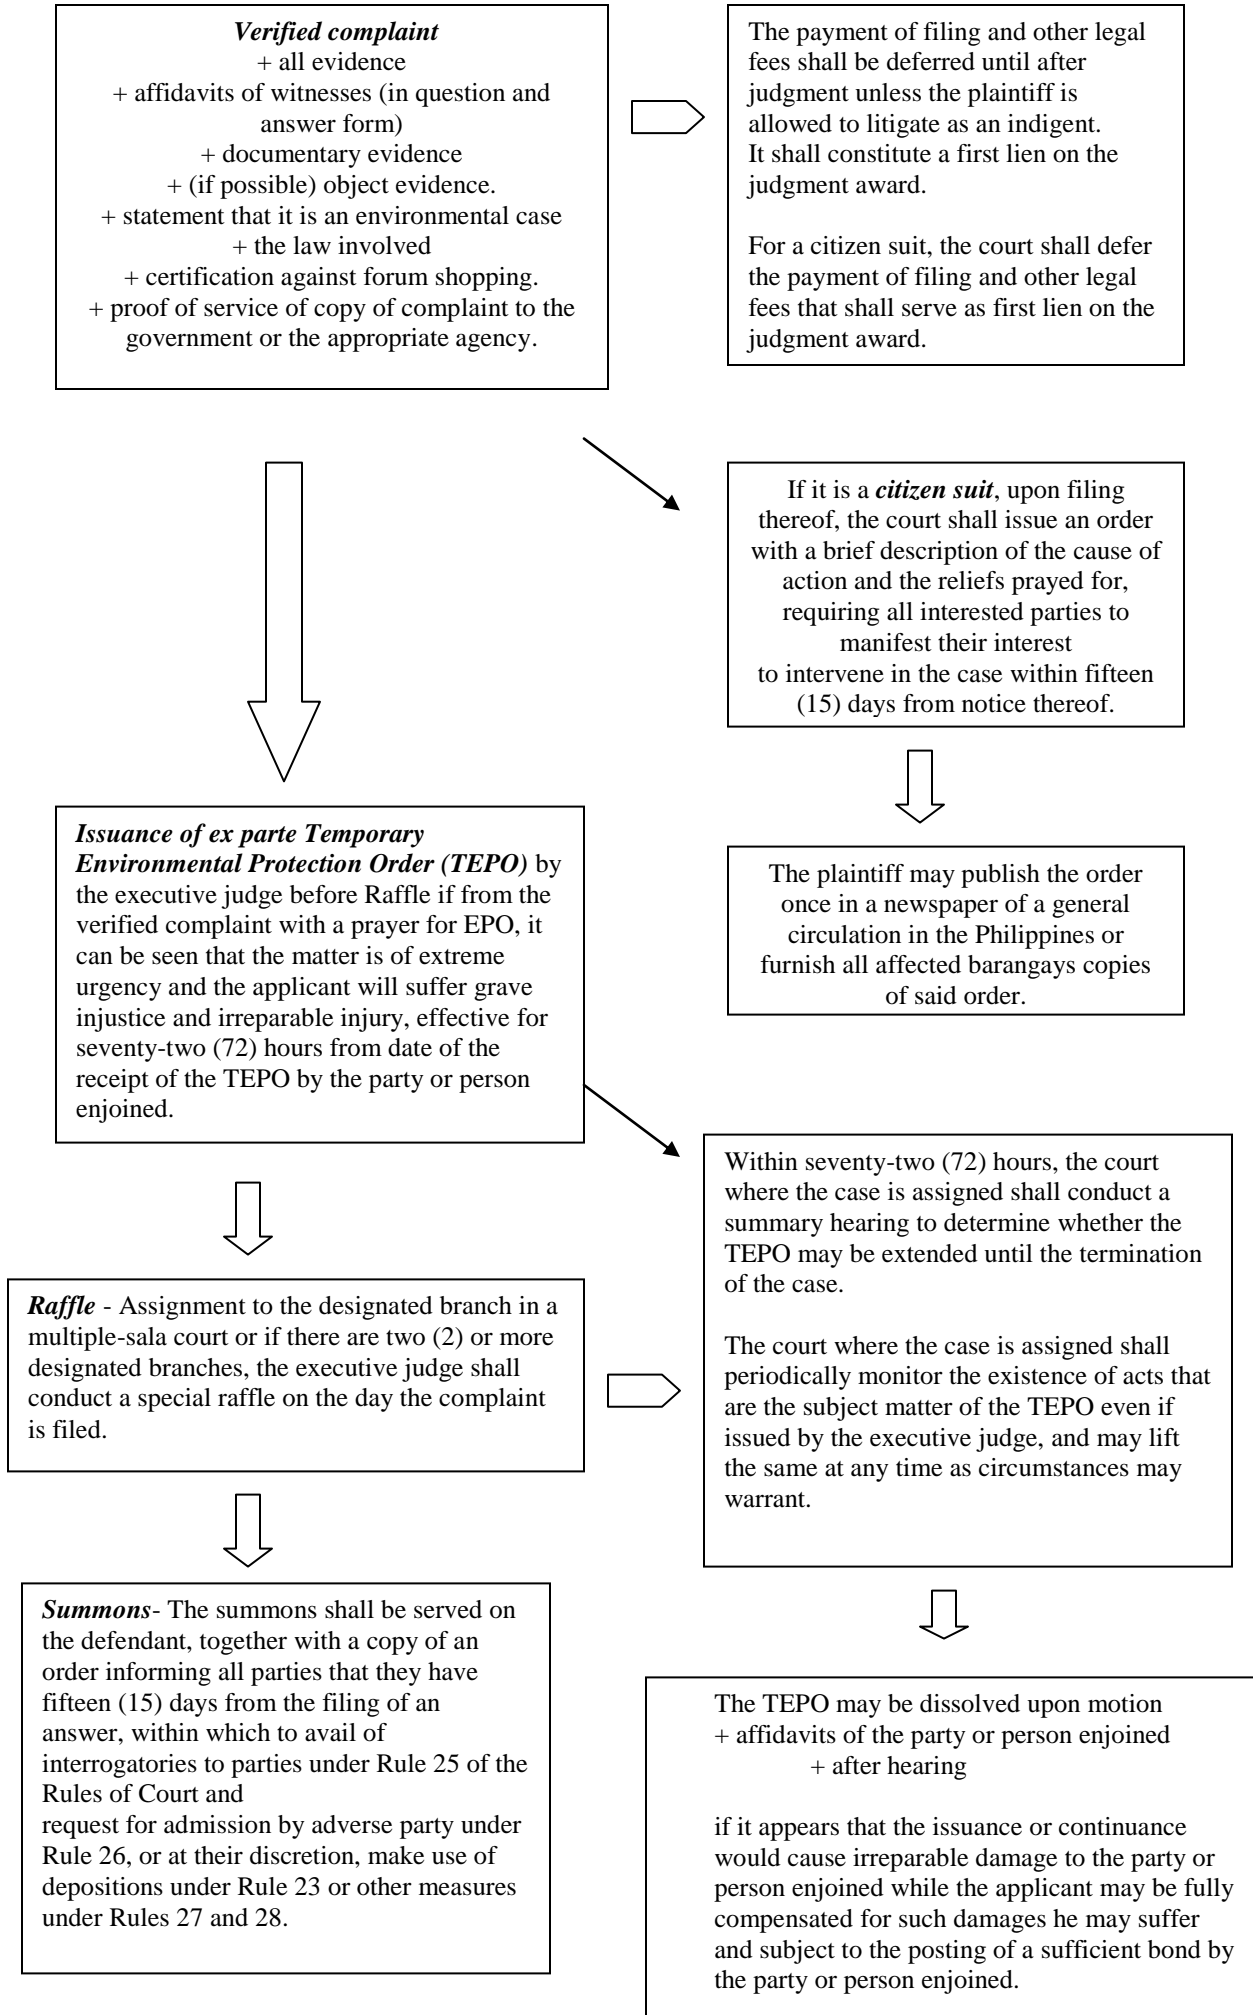 Verified complaint
+ all evidence
+ affidavits of witnesses (in question and
answer form)
+ documentary evidence
+ (if possible) object evidence.
+ statement that it is an environmental case
+ the law involved
+ certification against forum shopping.
+ proof of service of copy of complaint to the
government or the appropriate agency.
The payment of filing and other legal
fees shall be deferred until after
judgment unless the plaintiff is
allowed to litigate as an indigent.
It shall constitute a first lien on the
judgment award.
For a citizen suit, the court shall defer
the payment of filing and other legal
fees that shall serve as first lien on the
judgment award.
If it is a citizen suit, upon filing
thereof, the court shall issue an order
with a brief description of the cause of
action and the reliefs prayed for,
requiring all interested parties to
manifest their interest
to intervene in the case within fifteen
(15) days from notice thereof.
The plaintiff may publish the order
once in a newspaper of a general
circulation in the Philippines or
furnish all affected barangays copies
of said order.
Issuance of ex parte Temporary
Environmental Protection Order (TEPO) by
the executive judge before Raffle if from the
verified complaint with a prayer for EPO, it
can be seen that the matter is of extreme
urgency and the applicant will suffer grave
injustice and irreparable injury, effective for
seventy-two (72) hours from date of the
receipt of the TEPO by the party or person
enjoined.
Within seventy-two (72) hours, the court
where the case is assigned shall conduct a
summary hearing to determine whether the
TEPO may be extended until the termination
of the case.
The court where the case is assigned shall
periodically monitor the existence of acts that
are the subject matter of the TEPO even if
issued by the executive judge, and may lift
the same at any time as circumstances may
warrant.
Raffle - Assignment to the designated branch in a
multiple-sala court or if there are two (2) or more
designated branches, the executive judge shall
conduct a special raffle on the day the complaint
is filed.
Summons- The summons shall be served on
the defendant, together with a copy of an
order informing all parties that they have
fifteen (15) days from the filing of an
answer, within which to avail of
interrogatories to parties under Rule 25 of the
Rules of Court and
request for admission by adverse party under
Rule 26, or at their discretion, make use of
depositions under Rule 23 or other measures
under Rules 27 and 28.
The TEPO may be dissolved upon motion
+ affidavits of the party or person enjoined
+ after hearing
if it appears that the issuance or continuance
would cause irreparable damage to the party or
person enjoined while the applicant may be fully
compensated for such damages he may suffer
and subject to the posting of a sufficient bond by
the party or person enjoined.